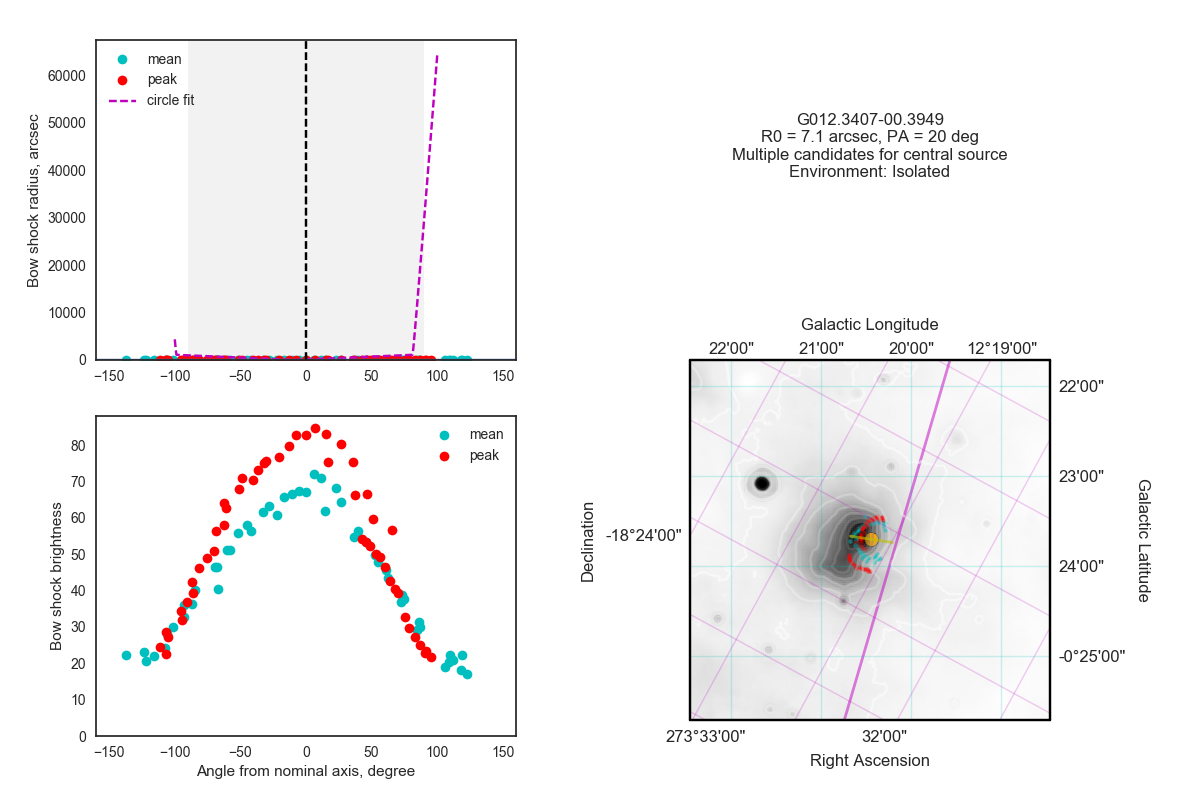 mean
peak
circle fit
Bow shock radius, arcsec
60000
50000
40000
30000
20000
10000
0
−150 −100 −50 0 50 100 150
G012.3407-00.3949
R0 = 7.1 arcsec, PA = 20 deg
Multiple candidates for central source
Environment: Isolated
mean
peak
Bow shock brightness
80
70
60
50
40
30
20
10
0
−150 −100 −50 0 50 100 150
Angle from nominal axis, degree
Galactic Longitude
22'00" 21'00" 20'00" 12°19'00"
22'00"
23'00"
24'00"
-0°25'00"
Galactic Latitude
Declination
-18°24'00"
273°33'00" 32'00"
Right Ascension